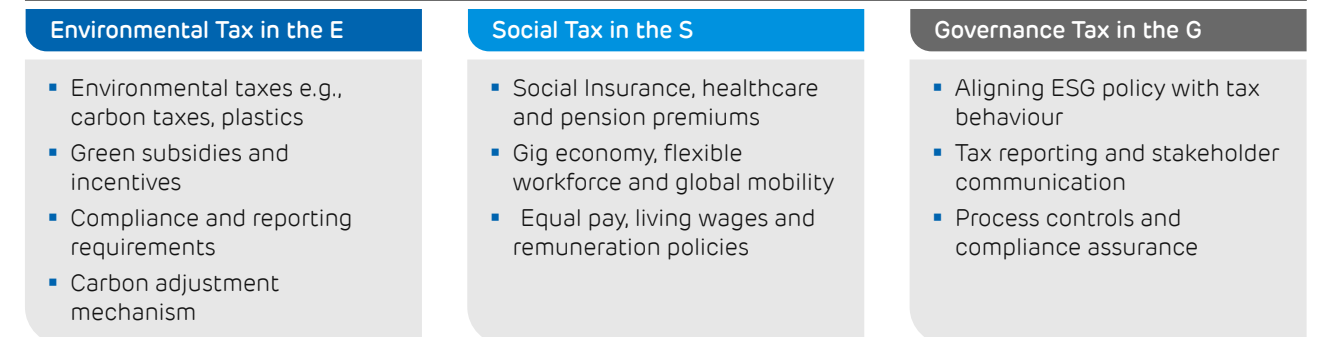 Environmental Tax in the E
▪ Environmental taxes e.g.,
carbon taxes, plastics
▪ Green subsidies and
incentives
▪ Compliance and reporting
requirements
▪ Carbon adjustment
mechanism
Social Tax in the S
▪ Social Insurance, healthcare
and pension premiums
▪ Gig economy, flexible
workforce and global mobility
▪ Equal pay, living wages and
remuneration policies
Governance Tax in the G
▪ Aligning ESG policy with tax
behaviour
▪ Tax reporting and stakeholder
communication
▪ Process controls and
compliance assurance